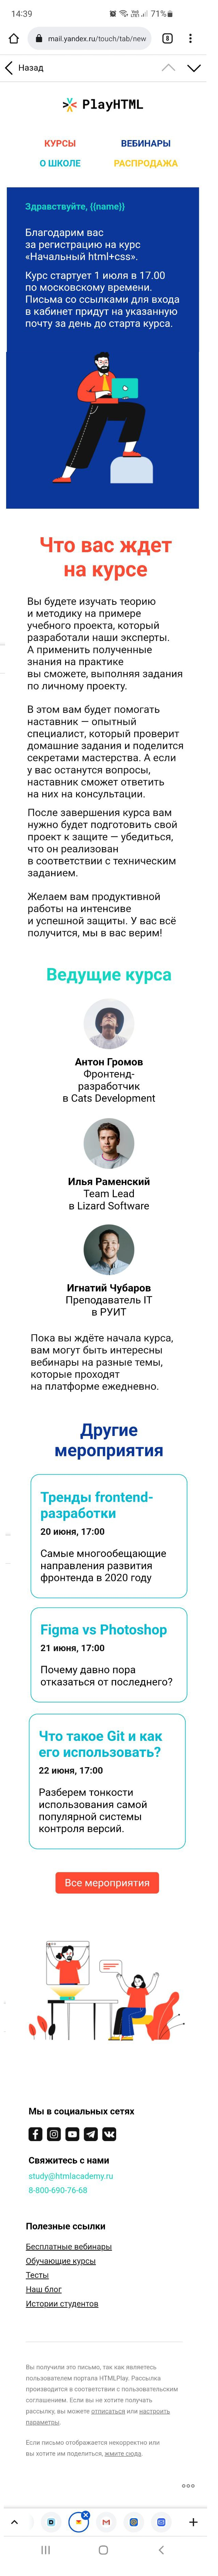 14:39
71%
mail.yandex.ru/touch/tab/new
8
Назад
PlayHTML
КУРСЫ
ВЕБИНАРЫ
О ШКОЛЕ
РАСПРОДАЖА
Здравствуйте, {{name}}
Благодарим вас
за регистрацию на курс
«Начальный html+css».
Курс стартует 1 июля в 17.00
по московскому времени.
Письма со ссылками для входа
в кабинет придут на указанную
почту за день до старта курса.
Что вас ждет
на курсе
Вы будете изучать теорию
и методику на примере
учебного проекта, который
разработали наши эксперты.
А применить полученные
знания на практике
вы сможете, выполняя задания
по личному проекту.
В этом вам будет помогать
наставник — опытный
специалист, который проверит
домашние задания и поделится
секретами мастерства. А если
у вас останутся вопросы,
наставник сможет ответить
на них на консультации.
После завершения курса вам
нужно будет подготовить свой
проект к защите — убедиться,
что он реализован
в соответствии с техническим
заданием.
Желаем вам продуктивной
работы на интенсиве
и успешной защиты. У вас всё
получится, мы в вас верим!
Ведущие курса
Антон Громов
Фронтенд-
разработчик
в Cats Development
Илья Раменский
Team Lead
в Lizard Software
Игнатий Чубаров
Преподаватель IT
в РУИТ
Пока вы ждёте начала курса,
вам могут быть интересны
вебинары на разные темы,
которые проходят
на платформе ежедневно.
Другие
мероприятия
Тренды frontend-
разработки
20 июня, 17:00
Самые многообещающие
направления развития
фронтенда в 2020 году
Figma vs Photoshop
21 июня, 17:00
Почему давно пора
отказаться от последнего?
Что такое Git и как
его использовать?
22 июня, 17:00
Разберем тонкости
использования самой
популярной системы
контроля версий.
Все мероприятия
Мы в социальных сетях
Свяжитесь с нами
study@htmlacademy.ru
8-800-690-76-68
Полезные ссылки
Бесплатные вебинары
Обучающие курсы
Тесты
Наш блог
Истории студентов
Вы получили это письмо, так как являетесь
пользователем портала HTMLPlay. Рассылка
производится в соответствии с пользовательским
соглашением. Если вы не хотите получать
рассылку, вы можете отписаться или настроить
параметры.
Если письмо отображается некорректно или
вы хотите им поделиться, жмите сюда.